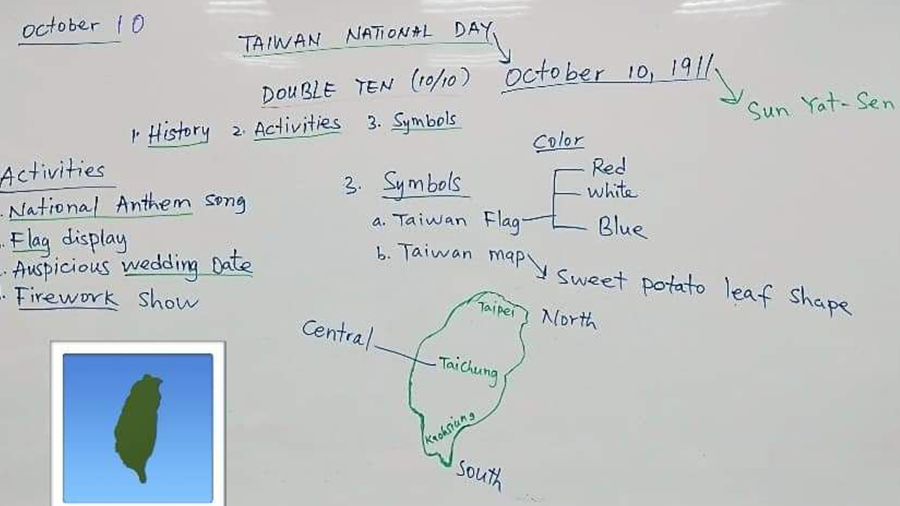 October 10
TAIWAN NATIONAL DAY
DOUBLE TEN (10/10) October 10, 1911
Sun Yat-Sen
1. History 2. Activities 3. Symbols
Activities
National Anthem song
Flag display
Auspicious wedding Date
Firework show
3. Symbols
Color
a. Taiwan Flag
Red
White
Blue
b. Taiwan map
Sweet potato leaf shape
Taipei North
Central
Taichung
Kaohsiung
South